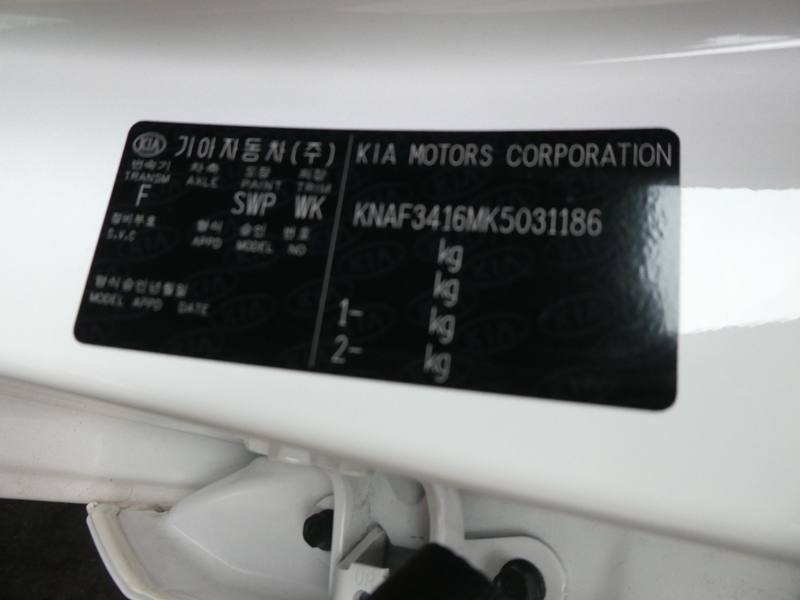 KIA 기아자동차(주) KIA MOTORS CORPORATION
변속기 차축 도장 외장
TRANSM AXLE PAINT TRIM
F SWP WK
KNAF3416MK5031186
장비부호 형식 승인 번호
S.V.C APPD MODEL NO
kg
kg
형식승인년월일
MODEL APPD DATE
1- kg
2- kg